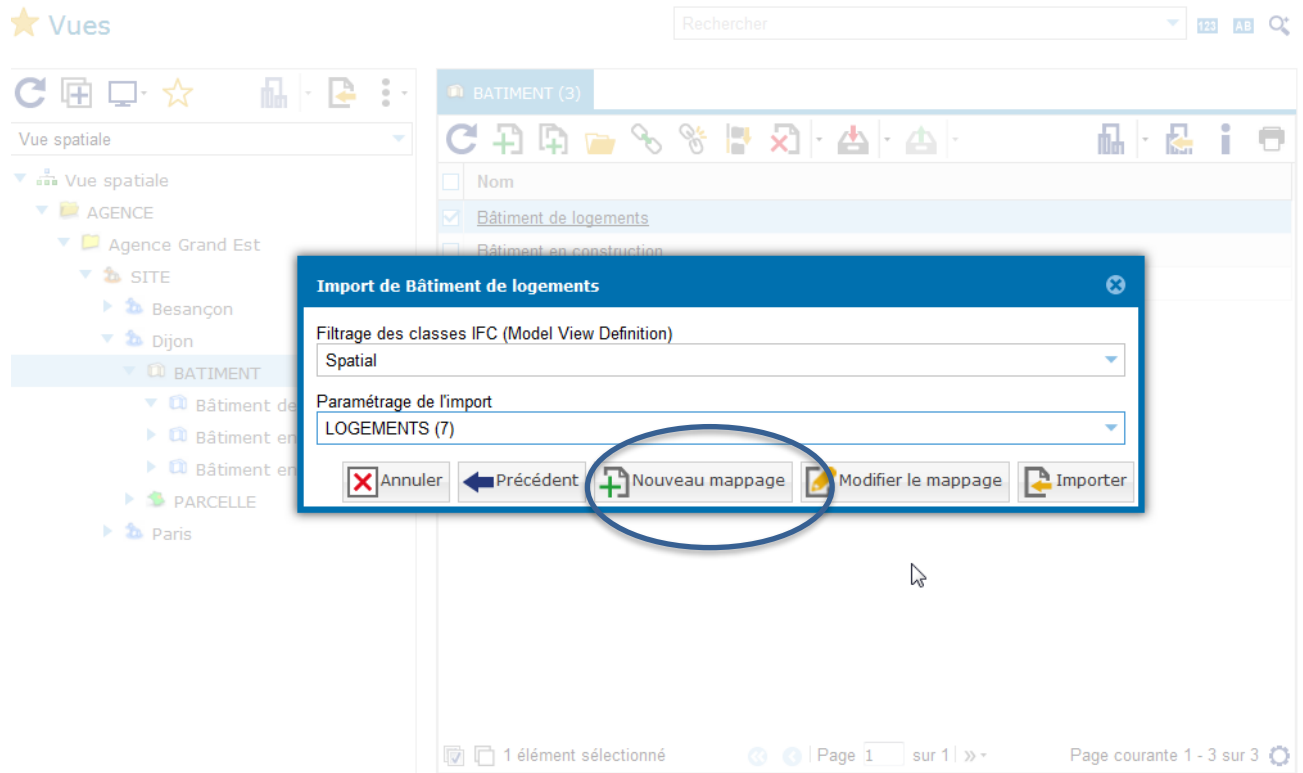 Vues
Rechercher
123
AB
Vue spatiale
BATIMENT (3)
Vue spatiale
AGENCE
Agence Grand Est
SITE
Besançon
Dijon
BATIMENT
Bâtiment de
Bâtiment en
Bâtiment en
PARCELLE
Paris
Nom
Bâtiment de logements
Bâtiment en construction
Import de Bâtiment de logements
Filtrage des classes IFC (Model View Definition)
Spatial
Paramétrage de l'import
LOGEMENTS (7)
Annuler Précédent Nouveau mappage Modifier le mappage Importer
1 élément sélectionné Page 1 sur 1 Page courante 1 - 3 sur 3